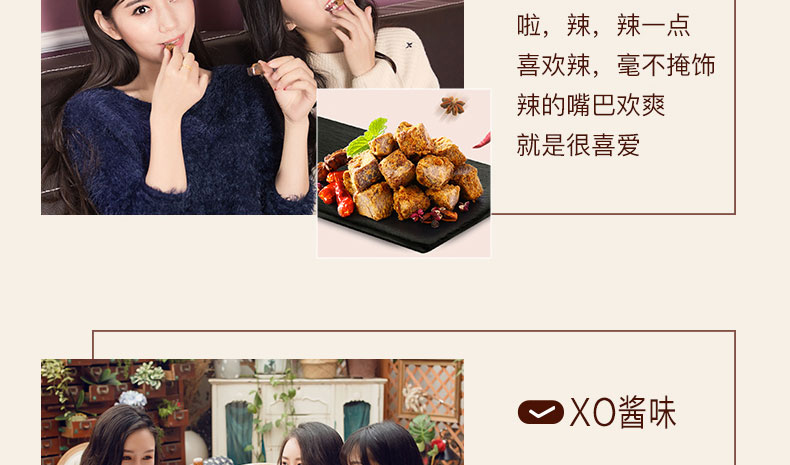 啦，辣，辣一点
喜欢辣，毫不掩饰
辣的嘴巴欢爽
就是很喜爱
XO酱味